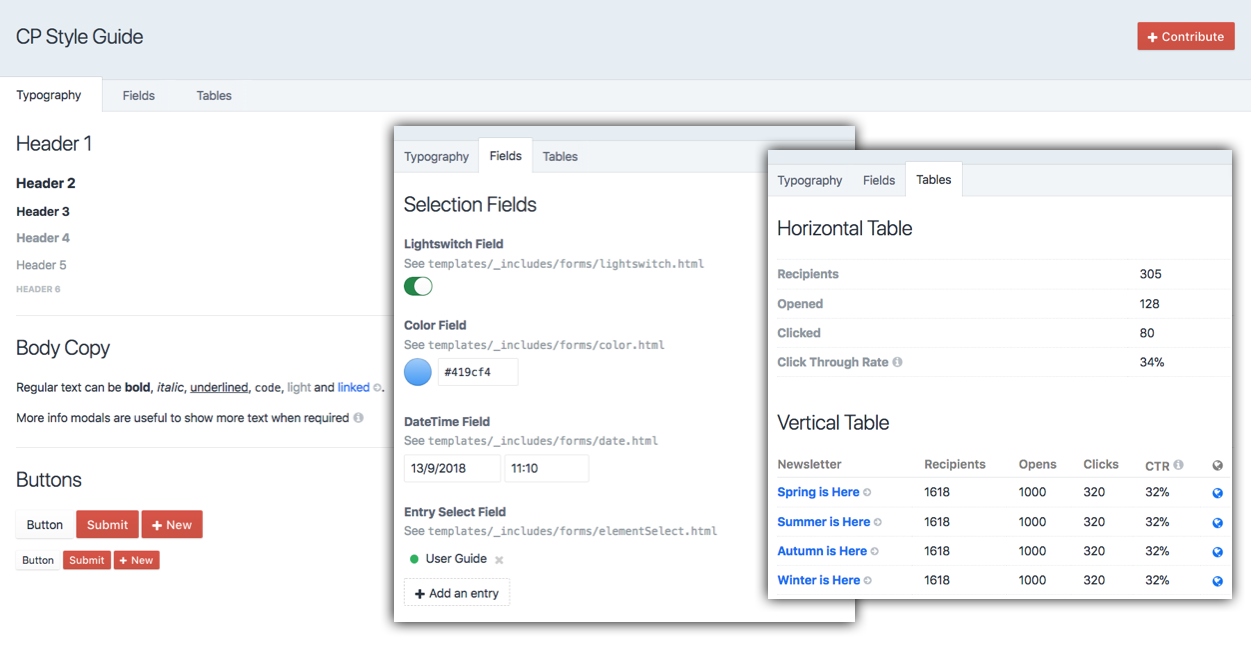 CP Style Guide
Contribute
Typography Fields Tables
Header 1
Header 2
Header 3
Header 4
Header 5
HEADER 6
Body Copy
Regular text can be bold, italic, underlined, code, light and linked.
More info modals are useful to show more text when required
Buttons
Button Submit New
Button Submit New
Typography Fields Tables
Selection Fields
Lightswitch Field
See templates/_includes/forms/lightswitch.html
Color Field
See templates/_includes/forms/color.html
#419cf4
DateTime Field
See templates/_includes/forms/date.html
13/9/2018 11:10
Entry Select Field
See templates/_includes/forms/elementSelect.html
User Guide
Add an entry
Typography Fields Tables
Horizontal Table
Recipients 305
Opened 128
Clicked 80
Click Through Rate 34%
Vertical Table
Newsletter Recipients Opens Clicks CTR
Spring is Here 1618 1000 320 32%
Summer is Here 1618 1000 320 32%
Autumn is Here 1618 1000 320 32%
Winter is Here 1618 1000 320 32%